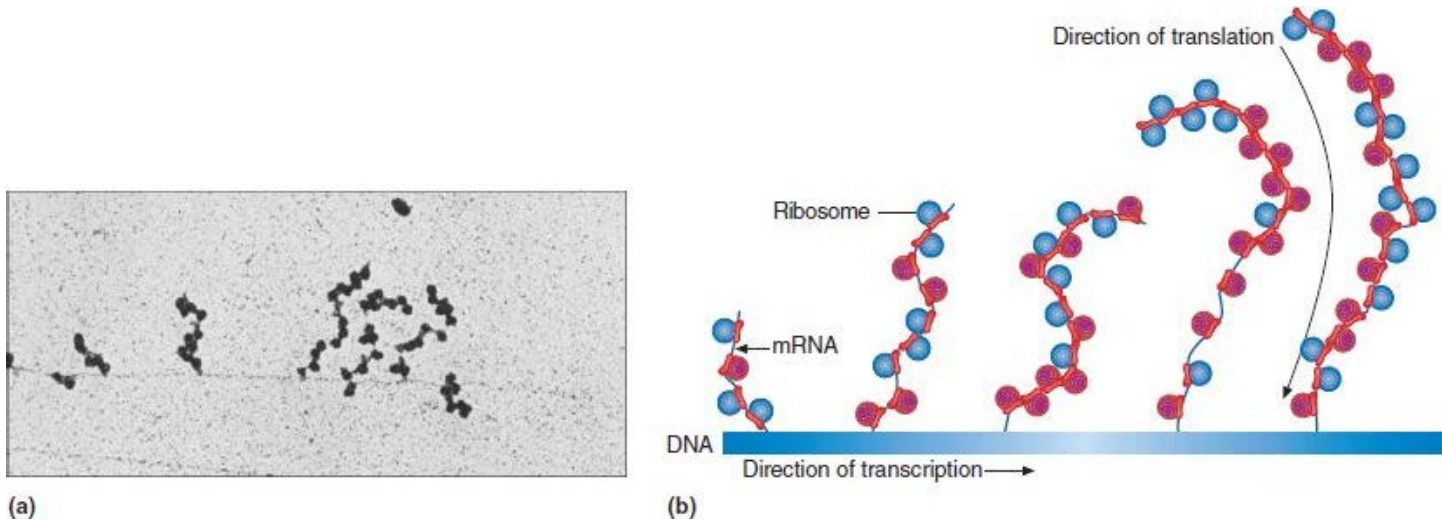 Direction of translation
Ribosome
mRNA
DNA
Direction of transcription
(a)
(b)